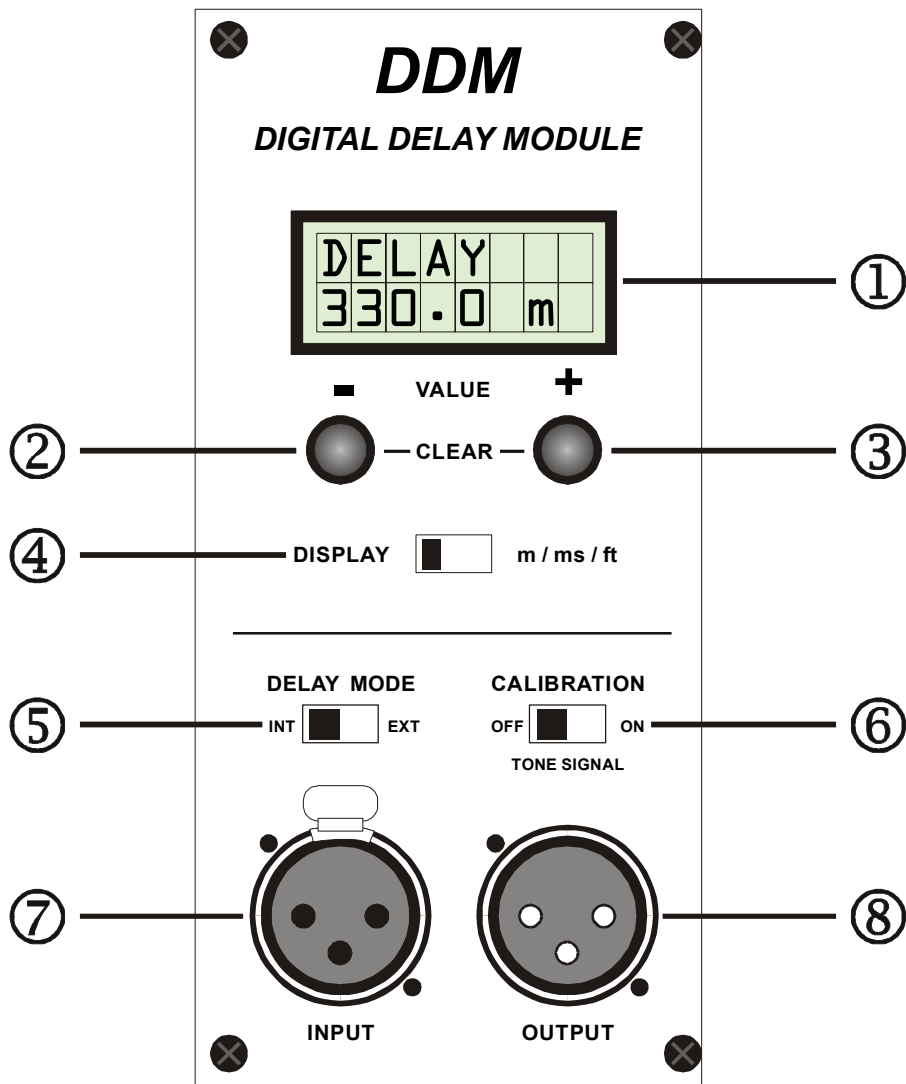 DDM
DIGITAL DELAY MODULE
DELAY
330.0 m
①
- VALUE +
② CLEAR ③
④ DISPLAY m / ms / ft
DELAY MODE CALIBRATION
⑤ INT EXT OFF ON ⑥
TONE SIGNAL
⑦ ⑧
INPUT OUTPUT